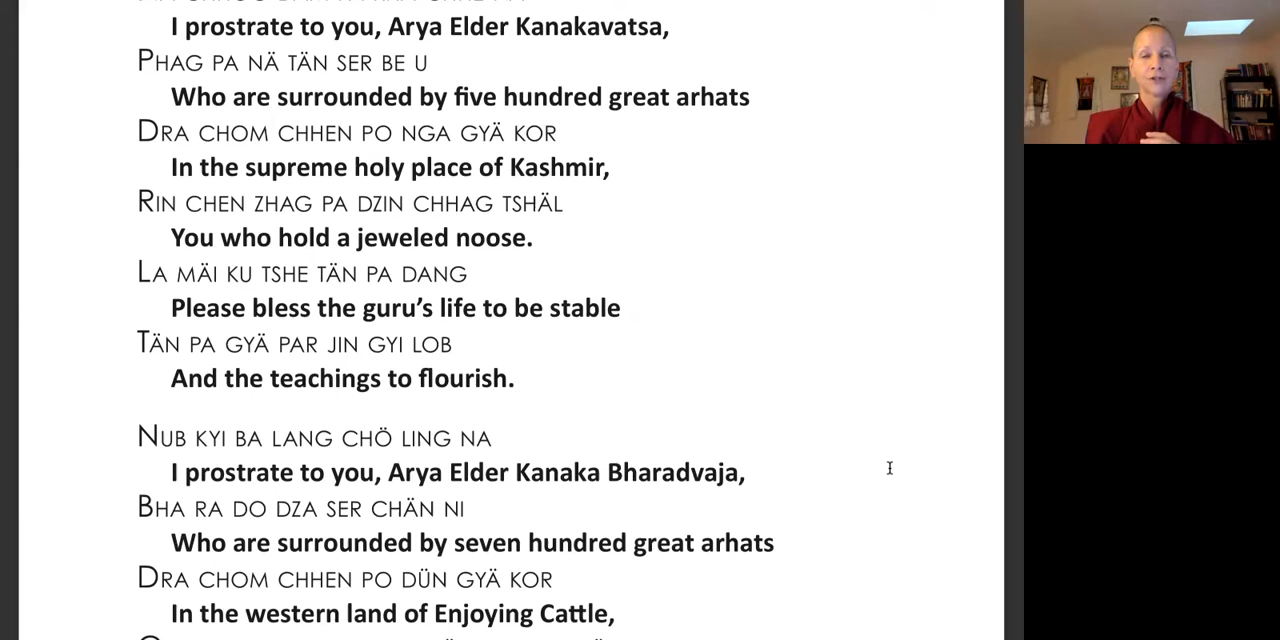 I prostrate to you, Arya Elder Kanakavatsa,
PHAG PA NÄ TÄN SER BE U
Who are surrounded by five hundred great arhats
DRA CHOM CHHEN PO NGA GYÄ KOR
In the supreme holy place of Kashmir,
RIN CHEN ZHAG PA DZIN CHHAG TSHÄL
You who hold a jeweled noose.
LA MÄI KU TSHE TÄN PA DANG
Please bless the guru’s life to be stable
TÄN PA GYÄ PAR JIN GYI LOB
And the teachings to flourish.
NUB KYI BA LANG CHÖ LING NA
I prostrate to you, Arya Elder Kanaka Bharadvaja,
BHA RA DO DZA SER CHÄN NI
Who are surrounded by seven hundred great arhats
DRA CHOM CHHEN PO DÜN GYÄ KOR
In the western land of Enjoying Cattle,